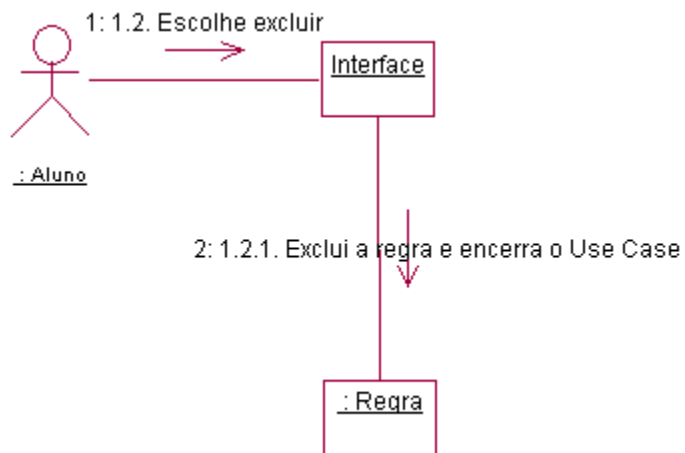 1: 1.2. Escolhe excluir
Interface
: Aluno
2: 1.2.1. Exclui a regra e encerra o Use Case
: Regra